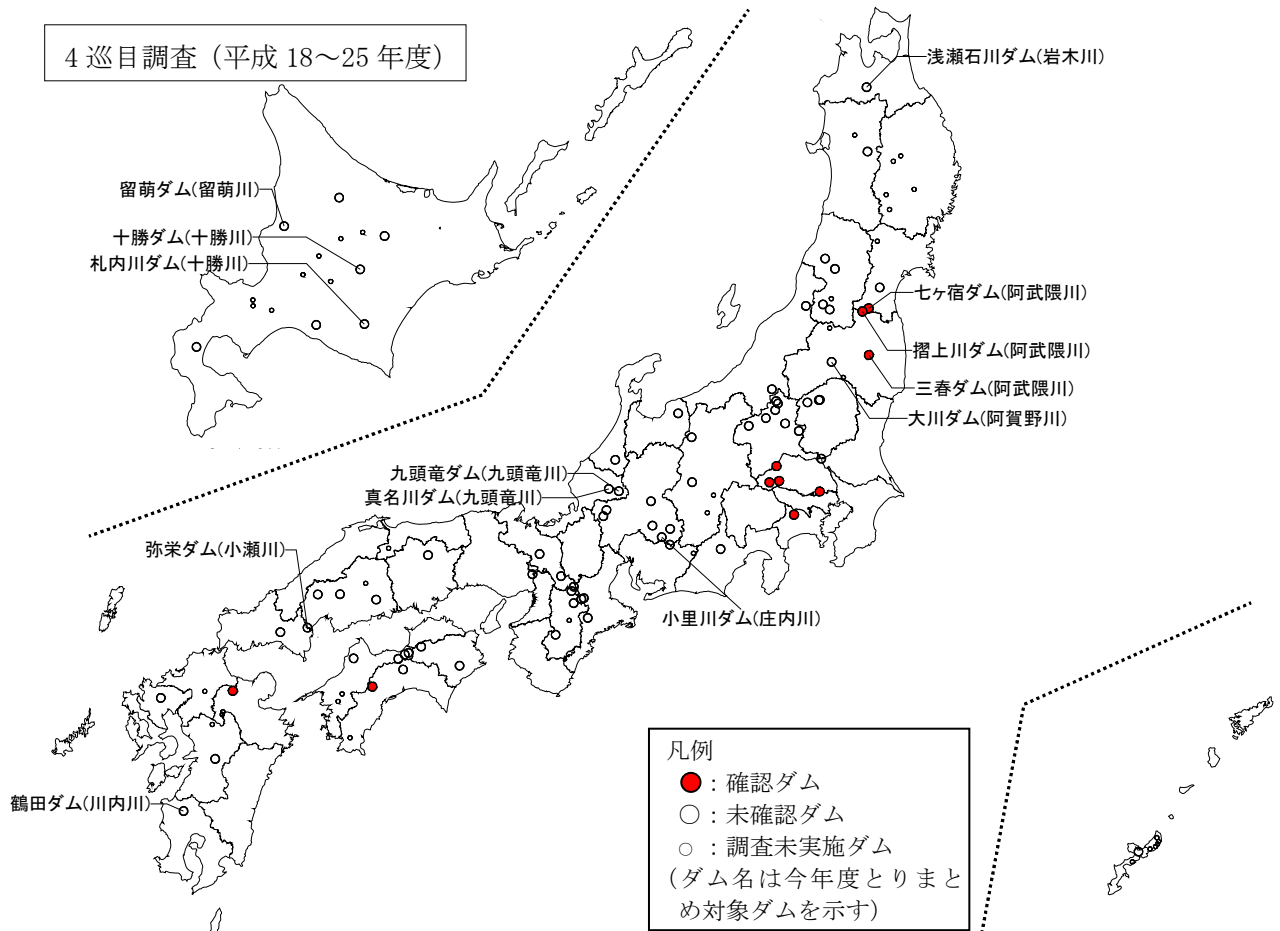 4巡目調査（平成 18～25 年度）
浅瀬石川ダム(岩木川)
留萌ダム(留萌川)
十勝ダム(十勝川)
札内川ダム(十勝川)
七ヶ宿ダム(阿武隈川)
摺上川ダム(阿武隈川)
三春ダム(阿武隈川)
大川ダム(阿賀野川)
九頭竜ダム(九頭竜川)
真名川ダム(九頭竜川)
弥栄ダム(小瀬川)
小里川ダム(庄内川)
鶴田ダム(川内川)
凡例
：確認ダム
：未確認ダム
：調査未実施ダム
（ダム名は今年度とりまと
め対象ダムを示す）